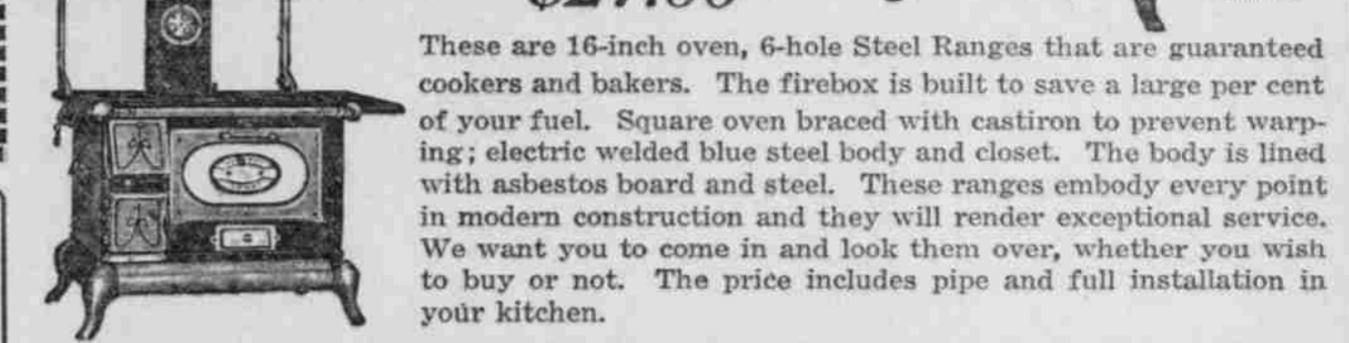 These are 16-inch oven, 6-hole Steel Ranges that are guaranteed
cookers and bakers. The firebox is built to save a large per cent
of your fuel. Square oven braced with castiron to prevent warp-
ing; electric welded blue steel body and closet. The body is lined
with asbestos board and steel. These ranges embody every point
in modern construction and they will render exceptional service.
We want you to come in and look them over, whether you wish
to buy or not. The price includes pipe and full installation in
your kitchen.